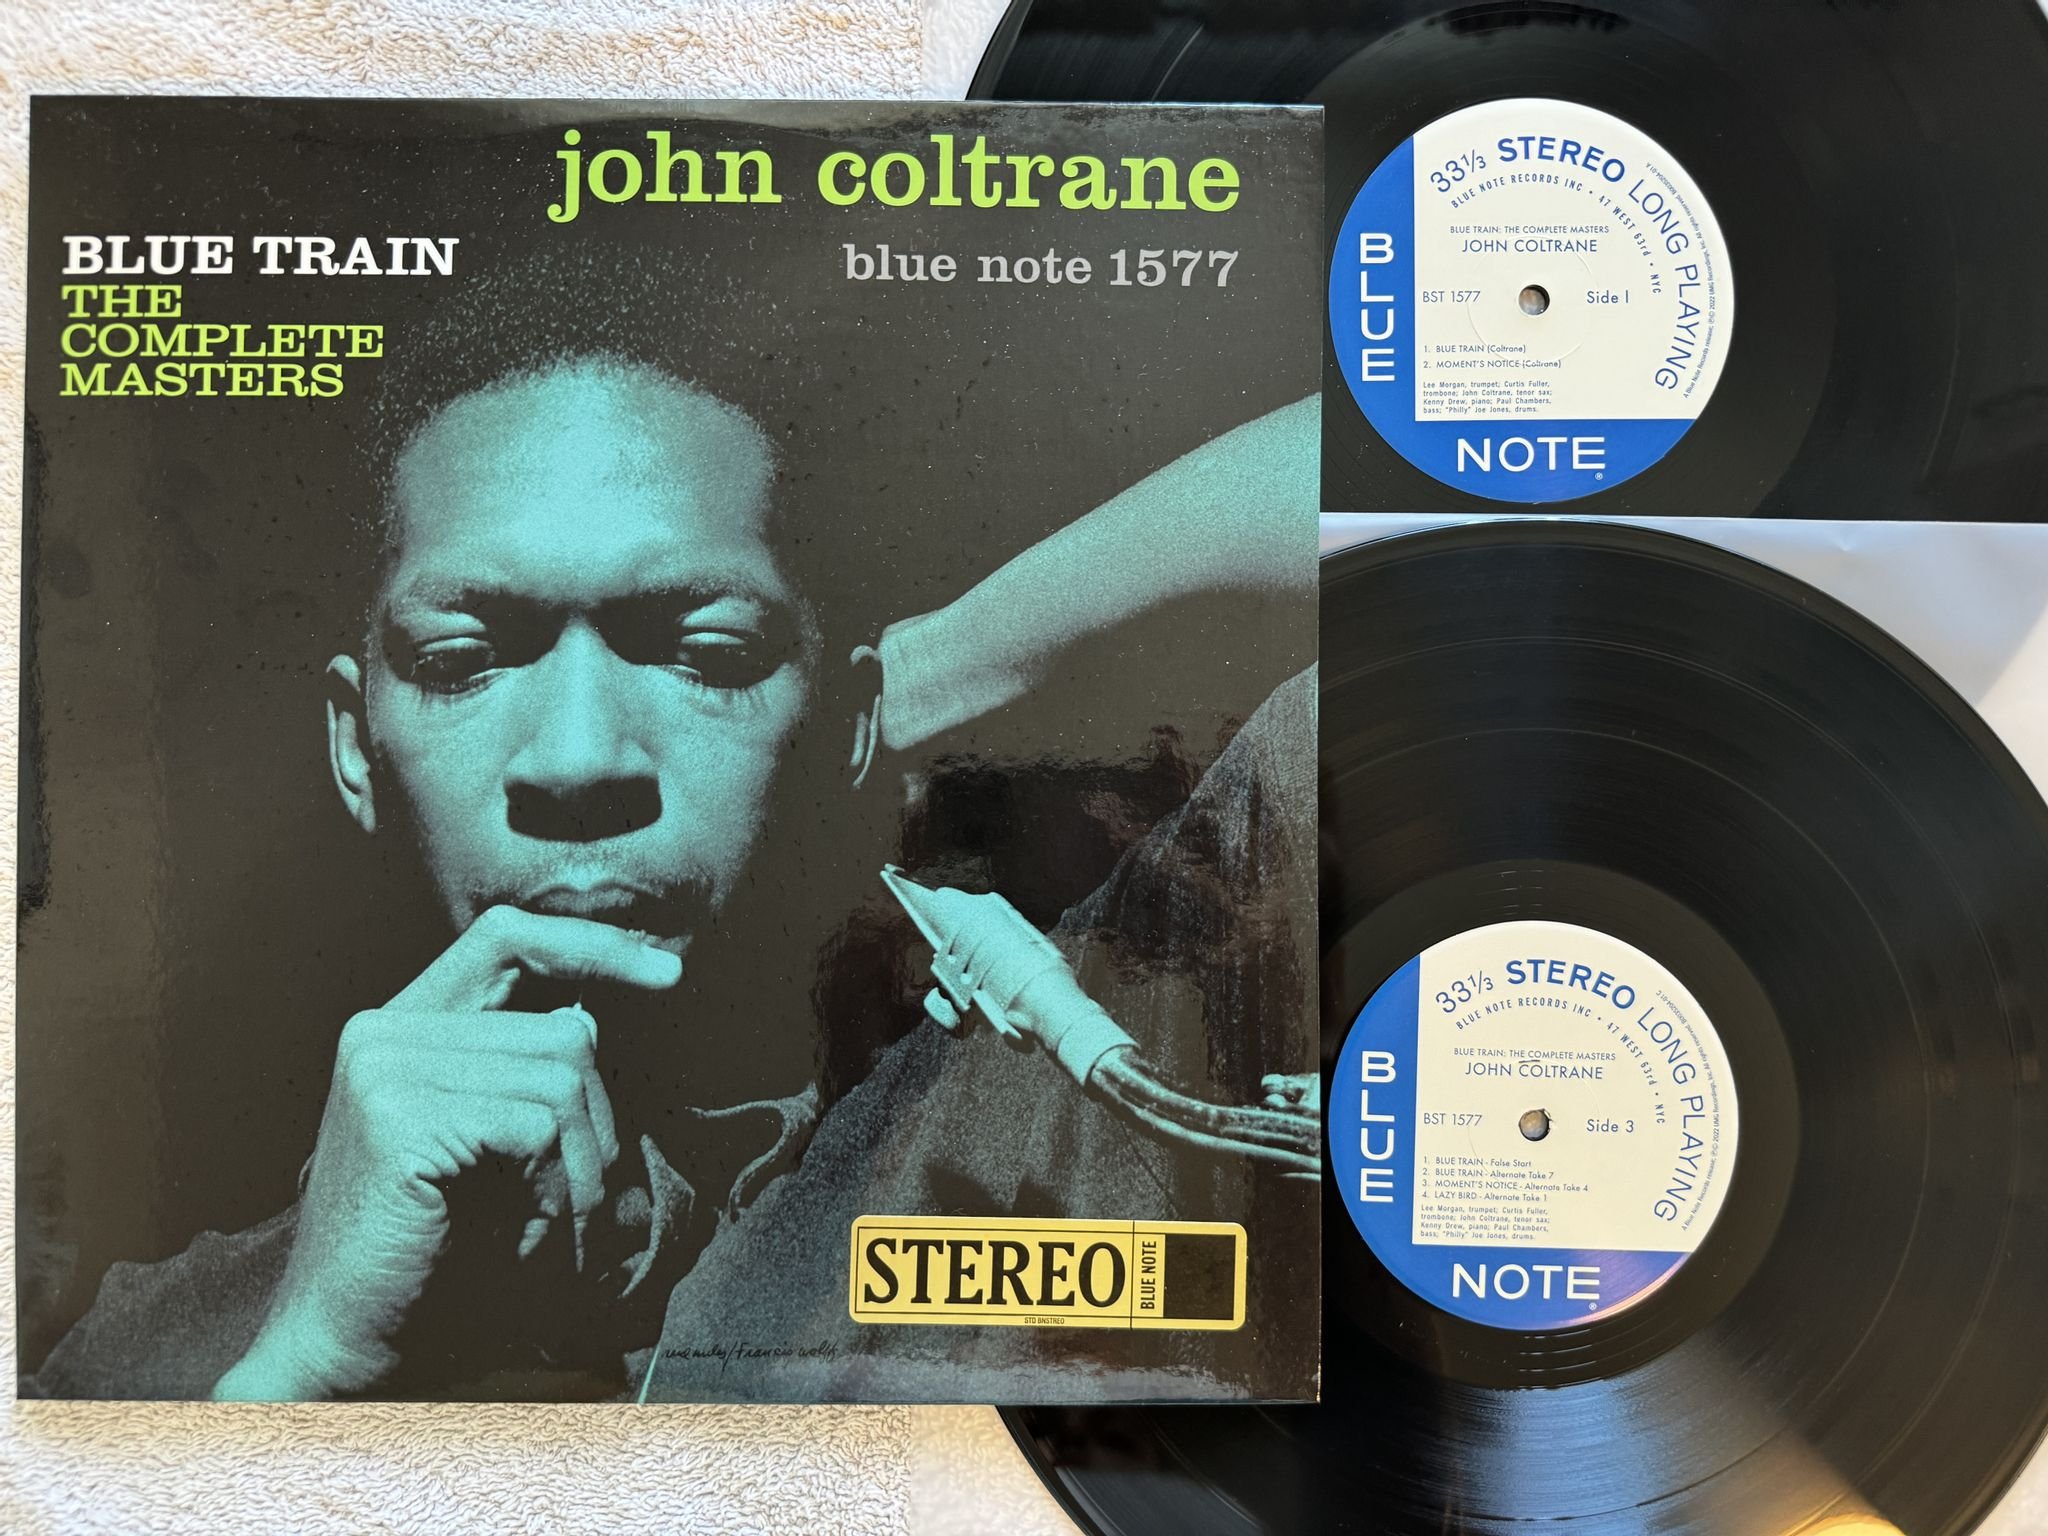 john coltrane
blue note 1577
BLUE TRAIN
THE
COMPLETE
MASTERS
STEREO
BLUE NOTE
STD BNSTREO
33 1/3 STEREO LONG PLAYING
BLUE NOTE RECORDS INC • 47 WEST 63rd • NYC
BLUE TRAIN: THE COMPLETE MASTERS
JOHN COLTRANE
BST 1577
Side 1
1. BLUE TRAIN (Coltrane)
2. MOMENT'S NOTICE (Coltrane)
Lee Morgan, trumpet; Curtis Fuller,
trombone; John Coltrane, tenor sax;
Kenny Drew, piano; Paul Chambers,
bass; "Philly" Joe Jones, drums.
BLUE
NOTE®
33 1/3 STEREO LONG PLAYING
BLUE NOTE RECORDS INC • 47 WEST 63rd • NYC
BLUE TRAIN: THE COMPLETE MASTERS
JOHN COLTRANE
BST 1577
Side 3
1. BLUE TRAIN - False Start
2. BLUE TRAIN - Alternate Take 7
3. MOMENT'S NOTICE - Alternate Take 4
4. LAZY BIRD - Alternate Take 1
Lee Morgan, trumpet; Curtis Fuller,
trombone; John Coltrane, tenor sax;
Kenny Drew, piano; Paul Chambers,
bass; "Philly" Joe Jones, drums.
BLUE
NOTE®